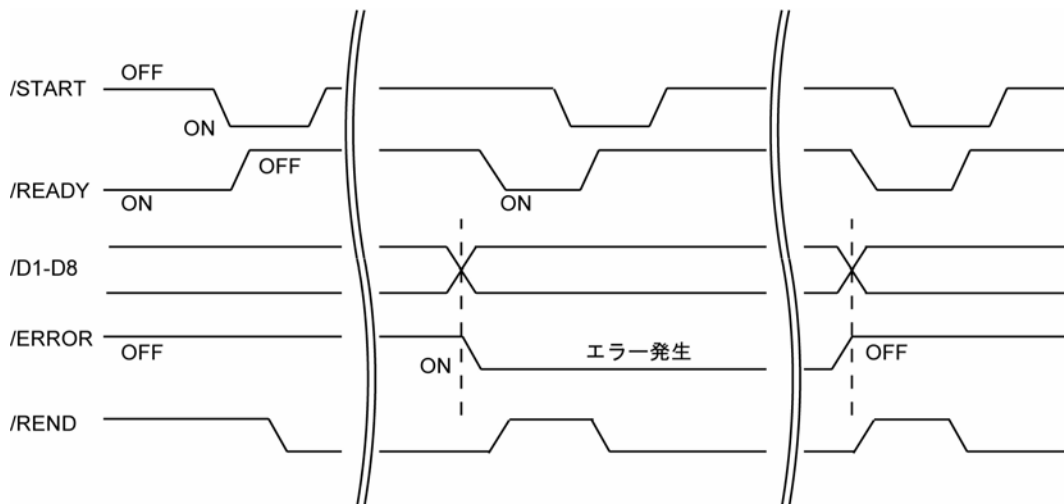 OFF
/START
ON
OFF
/READY
ON
ON
/D1-D8
/ERROR
OFF
ON
エラー発生
OFF
/REND